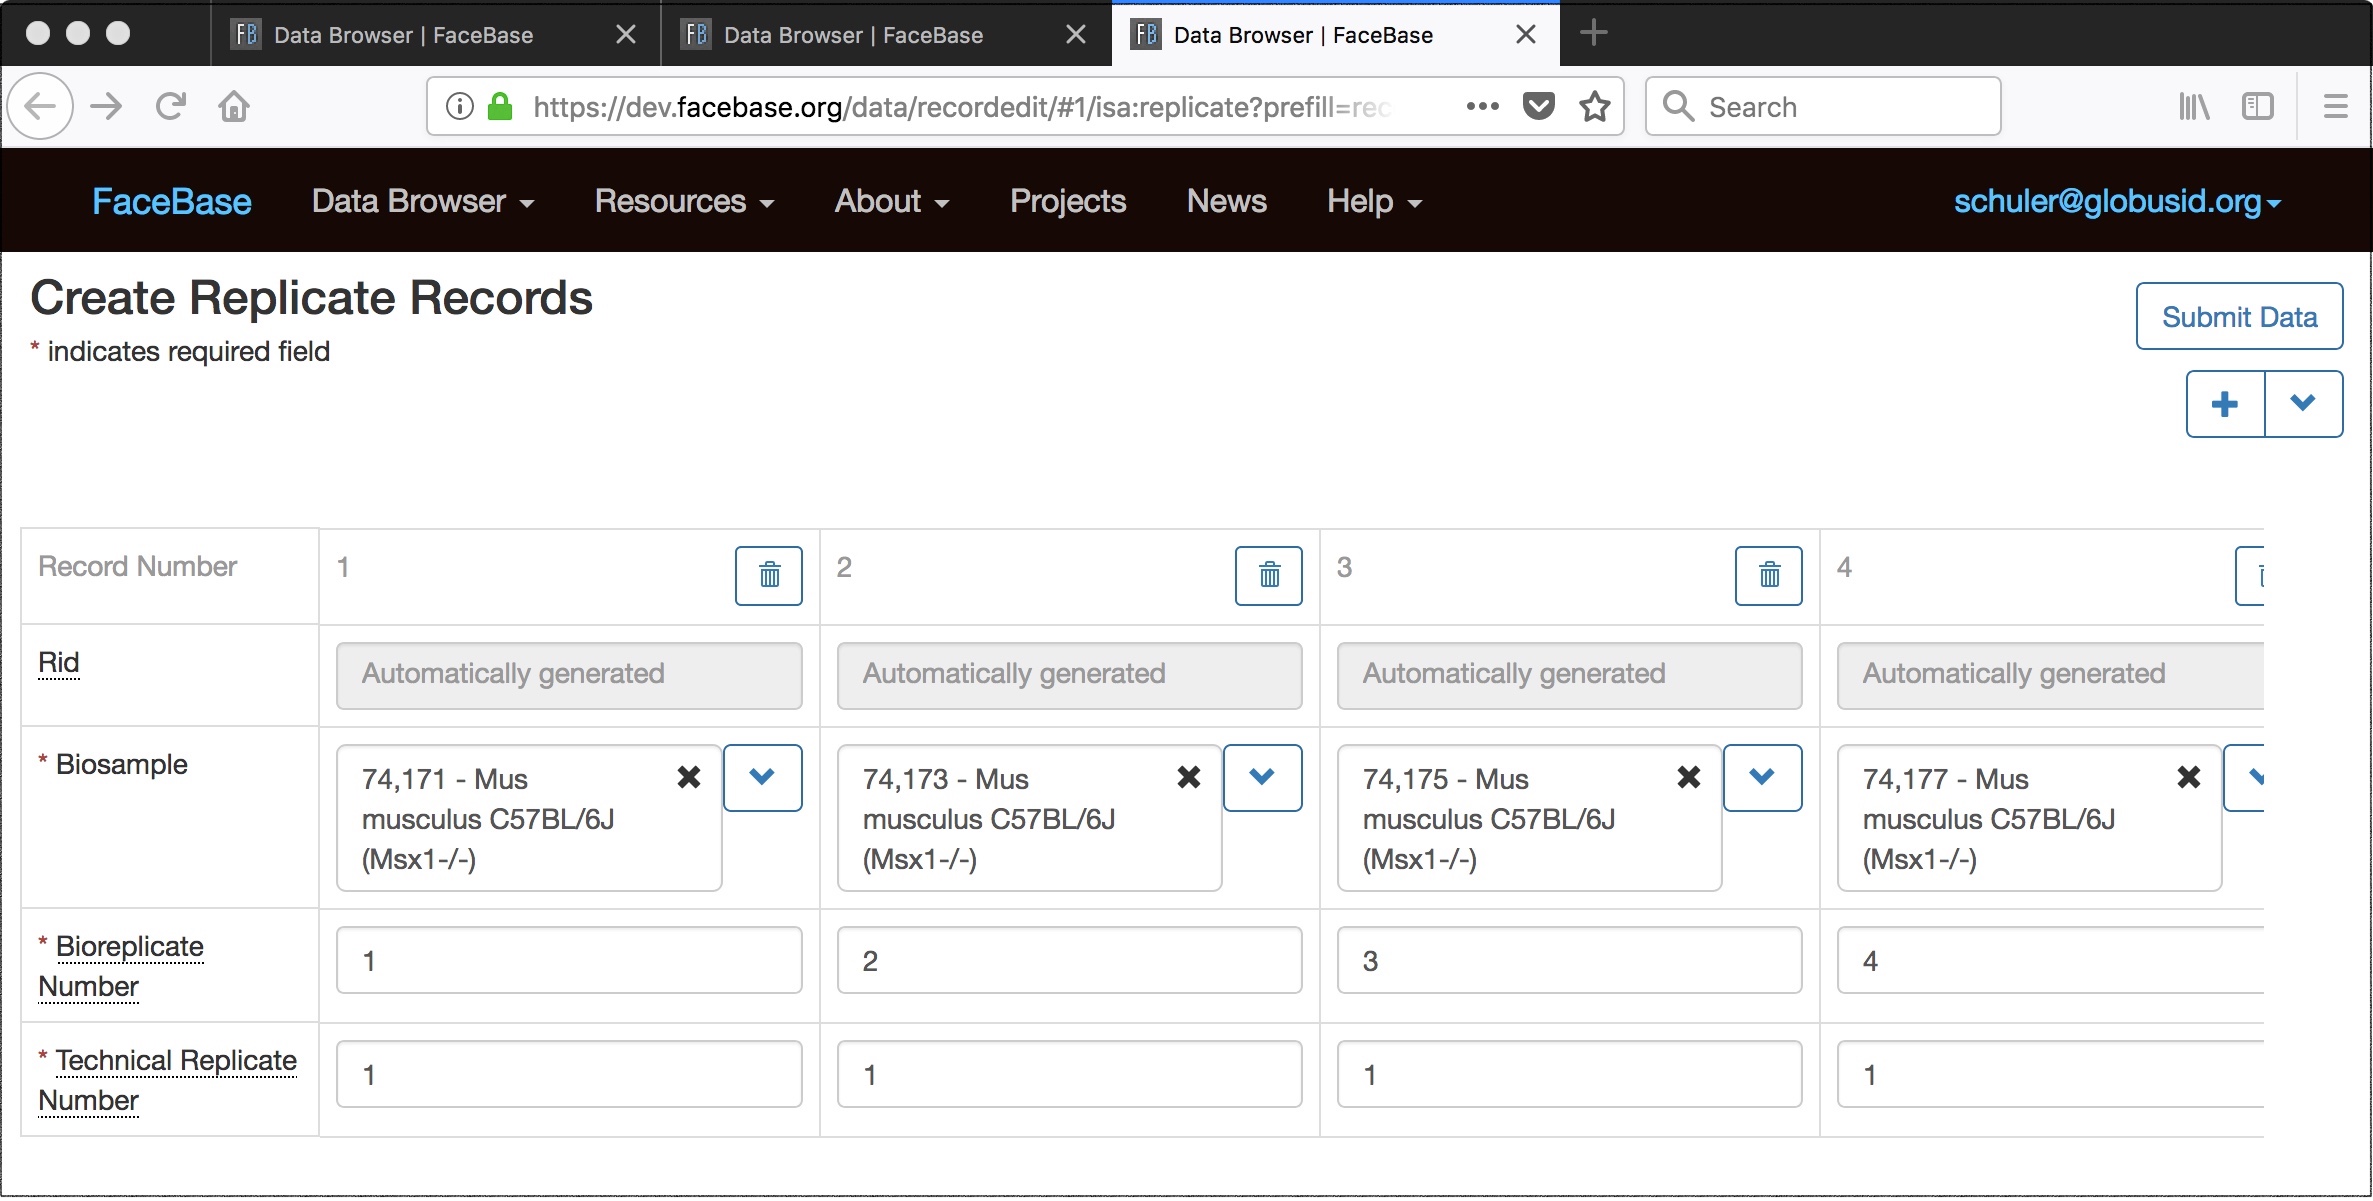 FB Data Browser | FaceBase
FB Data Browser | FaceBase
FB Data Browser | FaceBase
https://dev.facebase.org/data/recordedit/#1/isa:replicate?prefill=rec
Search
FaceBase Data Browser Resources About Projects News Help schuler@globusid.org
Create Replicate Records
* indicates required field
Submit Data
Record Number 1 2 3 4
Rid Automatically generated Automatically generated Automatically generated Automatically generated
* Biosample
74,171 - Mus
musculus C57BL/6J
(Msx1-/-)
74,173 - Mus
musculus C57BL/6J
(Msx1-/-)
74,175 - Mus
musculus C57BL/6J
(Msx1-/-)
74,177 - Mus
musculus C57BL/6J
(Msx1-/-)
* Bioreplicate
Number
1 2 3 4
* Technical Replicate
Number
1 1 1 1